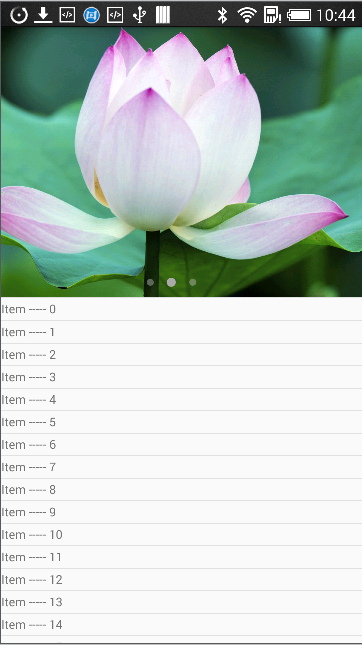 10:44
Item ----- 0
Item ----- 1
Item ----- 2
Item ----- 3
Item ----- 4
Item ----- 5
Item ----- 6
Item ----- 7
Item ----- 8
Item ----- 9
Item ----- 10
Item ----- 11
Item ----- 12
Item ----- 13
Item ----- 14